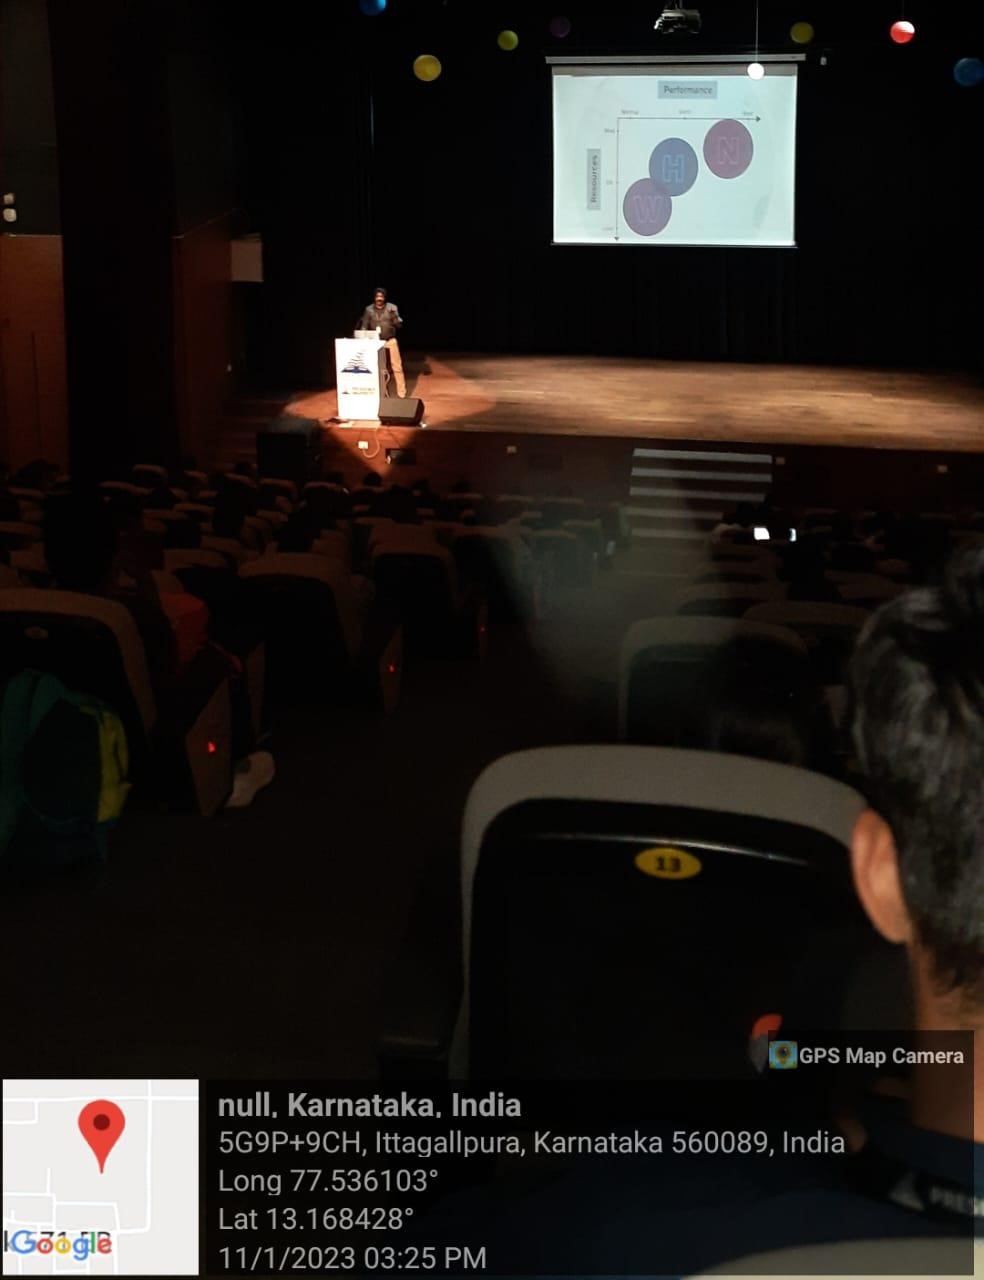 Performance
Resources
N
H
W
13
GPS Map Camera
null, Karnataka, India
5G9P+9CH, Ittagallpura, Karnataka 560089, India
Long 77.536103°
Lat 13.168428°
11/1/2023 03:25 PM
Google